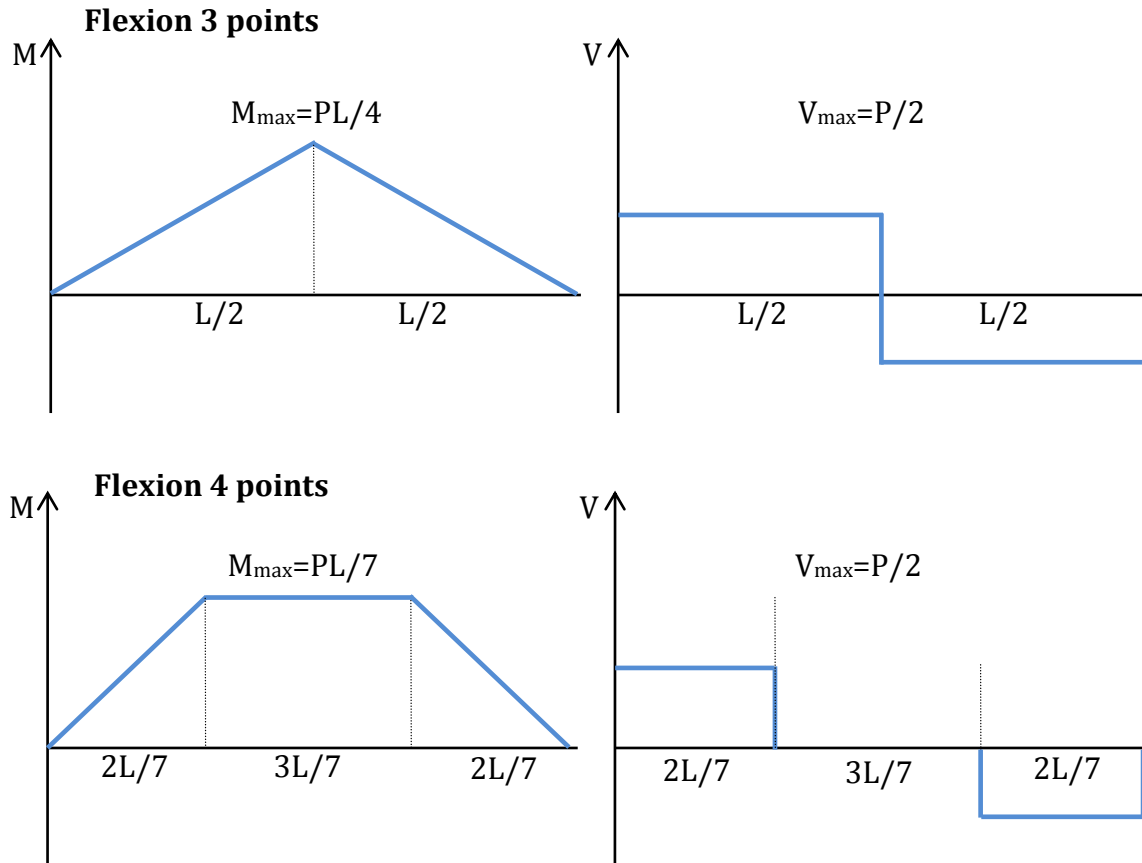 Flexion 3 points
M
V
Mmax=PL/4
Vmax=P/2
L/2
L/2
L/2
L/2
Flexion 4 points
M
V
Mmax=PL/7
Vmax=P/2
2L/7
3L/7
2L/7
2L/7
3L/7
2L/7